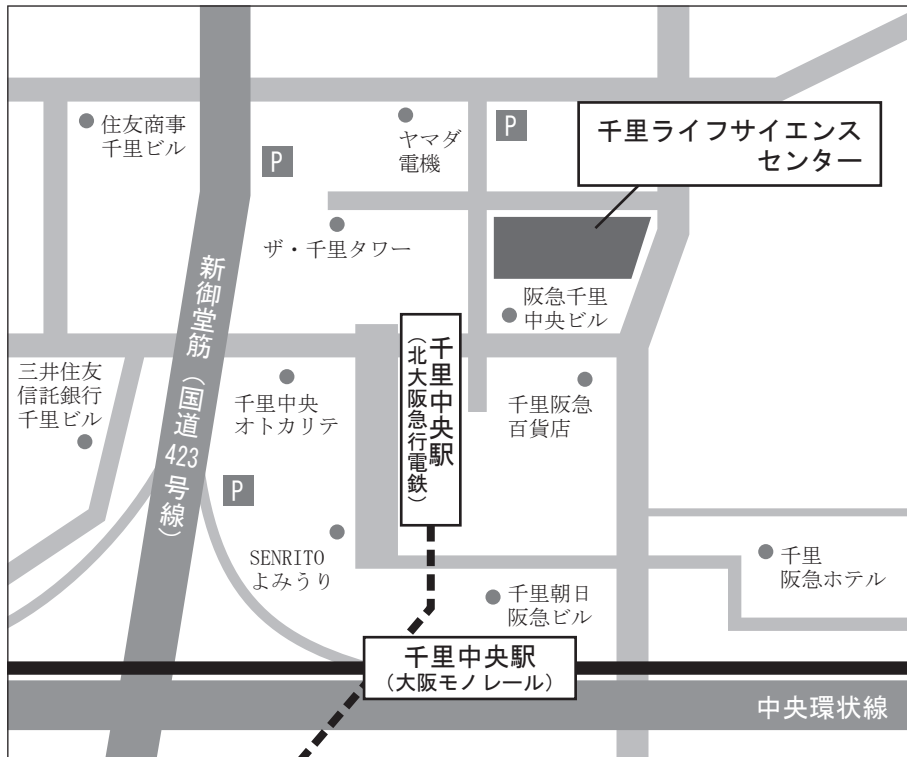 住友商事
千里ビル
P
ヤマダ
電機
P
千里ライフサイエンス
センター
ザ・千里タワー
新御堂筋（国道423号線）
阪急千里
中央ビル
千里中央駅
（北大阪急行電鉄）
三井住友
信託銀行
千里ビル
千里中央
オトカリテ
千里阪急
百貨店
P
SENRITO
よみうり
千里
阪急ホテル
千里朝日
阪急ビル
千里中央駅
（大阪モノレール）
中央環状線